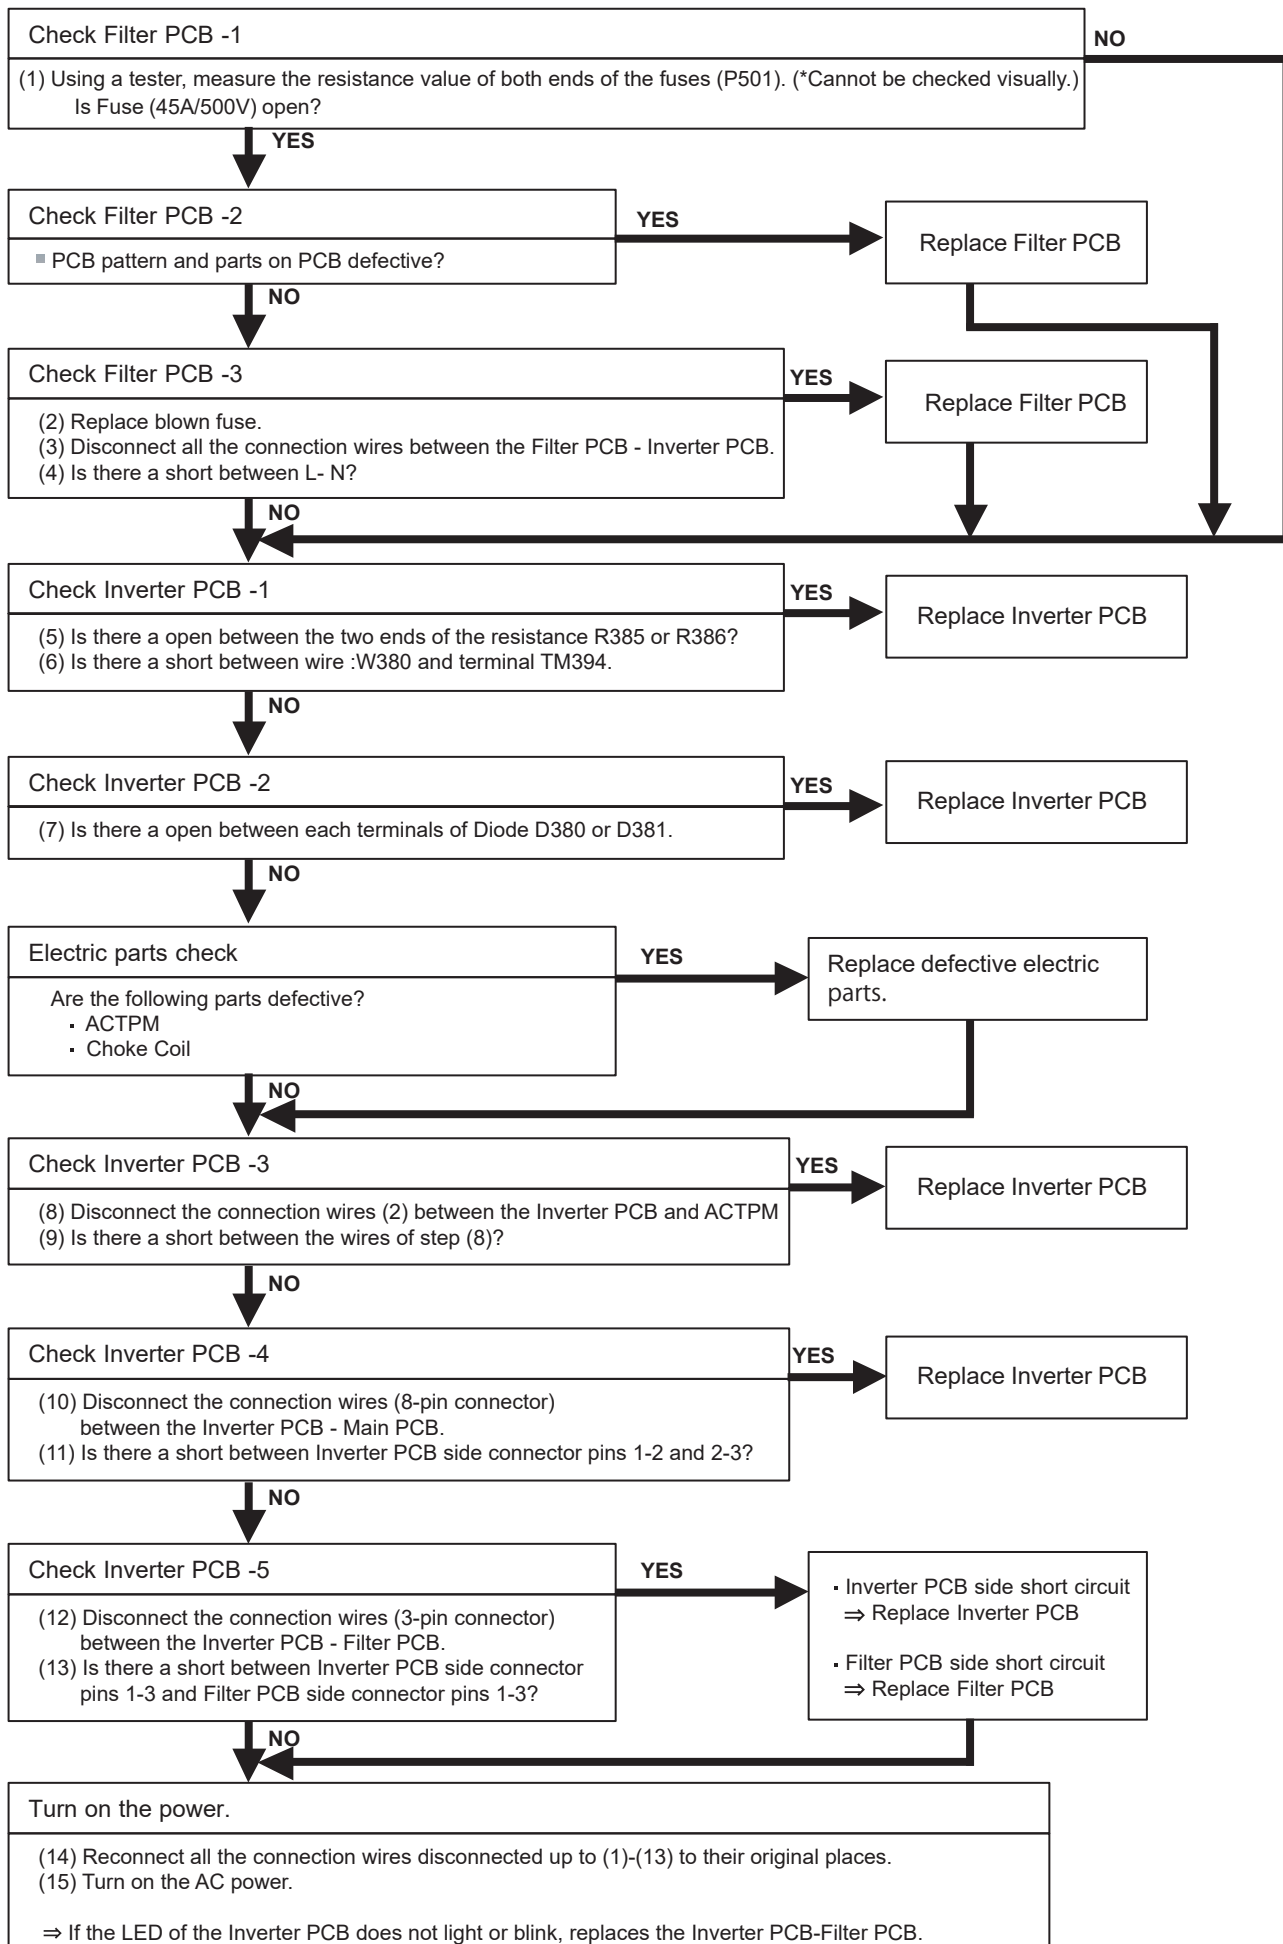 Check Filter PCB -1
NO
(1) Using a tester, measure the resistance value of both ends of the fuses (P501). (*Cannot be checked visually.)
Is Fuse (45A/500V) open?
YES
Check Filter PCB -2
YES
Replace Filter PCB
PCB pattern and parts on PCB defective?
NO
Check Filter PCB -3
YES
Replace Filter PCB
(2) Replace blown fuse.
(3) Disconnect all the connection wires between the Filter PCB - Inverter PCB.
(4) Is there a short between L- N?
NO
Check Inverter PCB -1
YES
Replace Inverter PCB
(5) Is there a open between the two ends of the resistance R385 or R386?
(6) Is there a short between wire :W380 and terminal TM394.
NO
Check Inverter PCB -2
YES
Replace Inverter PCB
(7) Is there a open between each terminals of Diode D380 or D381.
NO
Electric parts check
YES
Replace defective electric
parts.
Are the following parts defective?
· ACTPM
· Choke Coil
NO
Check Inverter PCB -3
YES
Replace Inverter PCB
(8) Disconnect the connection wires (2) between the Inverter PCB and ACTPM
(9) Is there a short between the wires of step (8)?
NO
Check Inverter PCB -4
YES
Replace Inverter PCB
(10) Disconnect the connection wires (8-pin connector)
between the Inverter PCB - Main PCB.
(11) Is there a short between Inverter PCB side connector pins 1-2 and 2-3?
NO
Check Inverter PCB -5
YES
· Inverter PCB side short circuit
⇒ Replace Inverter PCB
· Filter PCB side short circuit
⇒ Replace Filter PCB
(12) Disconnect the connection wires (3-pin connector)
between the Inverter PCB - Filter PCB.
(13) Is there a short between Inverter PCB side connector
pins 1-3 and Filter PCB side connector pins 1-3?
NO
Turn on the power.
(14) Reconnect all the connection wires disconnected up to (1)-(13) to their original places.
(15) Turn on the AC power.
⇒ If the LED of the Inverter PCB does not light or blink, replaces the Inverter PCB-Filter PCB.